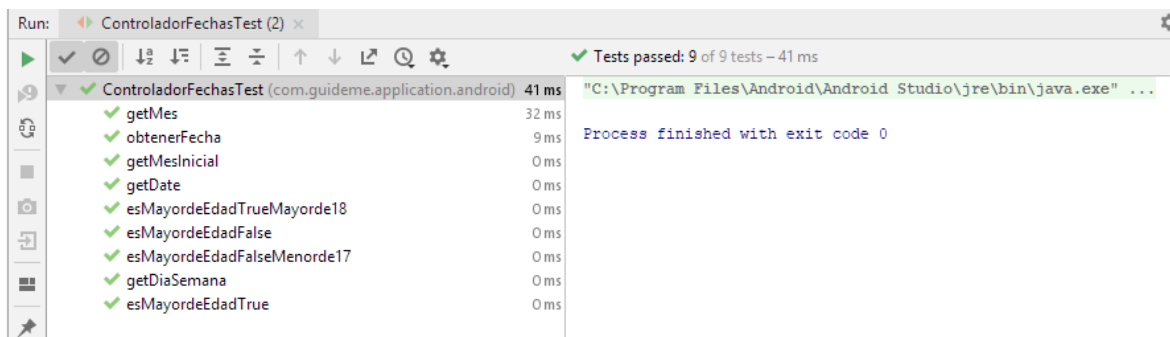 Run: ControladorFechasTest (2)
Tests passed: 9 of 9 tests – 41 ms
ControladorFechasTest (com.guideme.application.android) 41 ms
getMes 32 ms
obtenerFecha 9 ms
getMesInicial 0 ms
getDate 0 ms
esMayordeEdadTrueMayorde18 0 ms
esMayordeEdadFalse 0 ms
esMayordeEdadFalseMenorde17 0 ms
getDiaSemana 0 ms
esMayordeEdadTrue 0 ms
"C:\Program Files\Android\Android Studio\jre\bin\java.exe" ...
Process finished with exit code 0